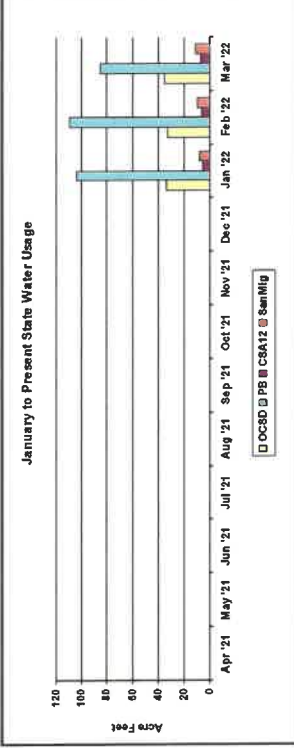 January to Present State Water Usage
Acre Feet
120
100
80
60
40
20
0
Apr '21 May '21 Jun '21 Jul '21 Aug '21 Sep '21 Oct '21 Nov '21 Dec '21 Jan '22 Feb '22 Mar '22
OCSD PB CSA12 SanMig